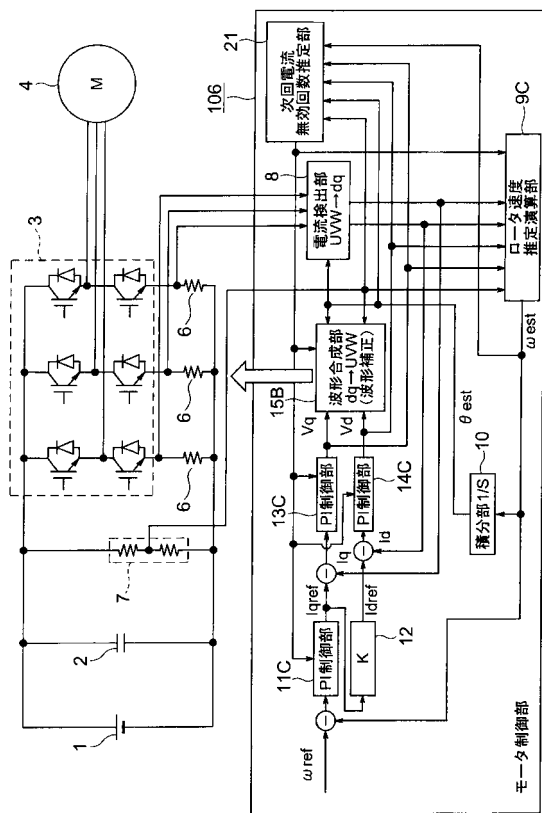 1
2
7
3
6
6
6
4
M
106
21
次回電流
無効回数推定部
8
電流検出部
UVW→dq
15B
波形合成部
dq→UVW
(波形補正)
Vq
Vd
13C
PI制御部
14C
PI制御部
Iq
Id
Iqref
Idref
11C
PI制御部
12
K
ωref
10
積分部 1/S
θest
ωest
9C
ロータ速度
推定演算部
モータ制御部